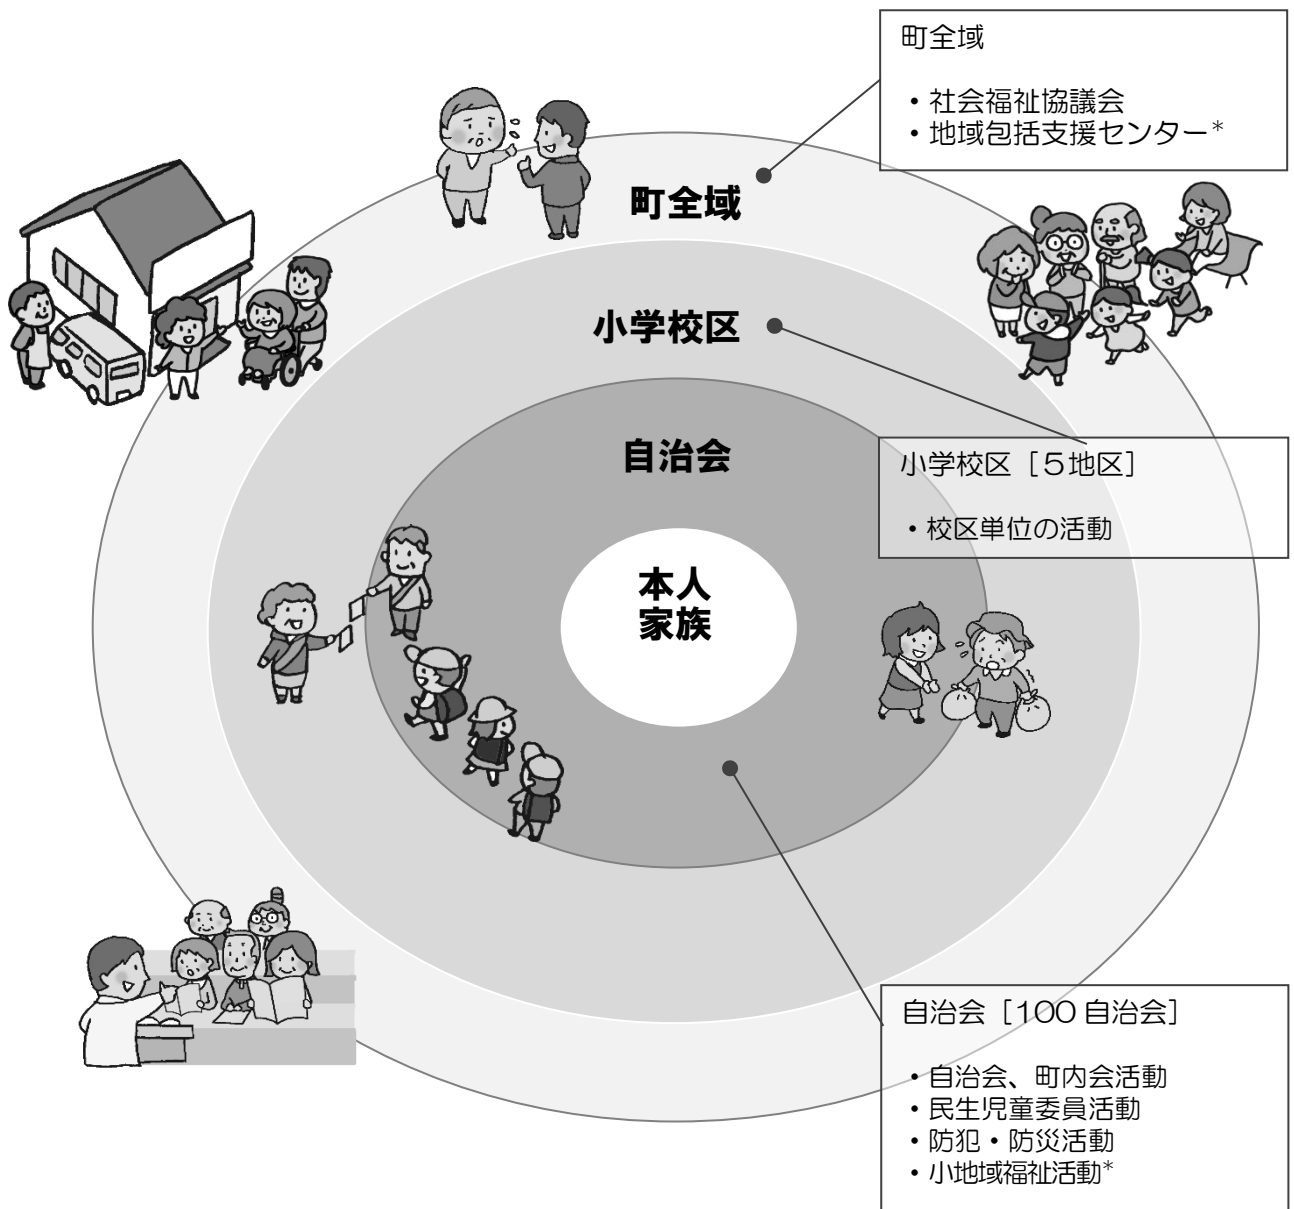 町全域
・社会福祉協議会
・地域包括支援センター*
町全域
小学校区
自治会
小学校区［5地区］
・校区単位の活動
本人
家族
自治会［100自治会］
・自治会、町内会活動
・民生児童委員活動
・防犯・防災活動
・小地域福祉活動*